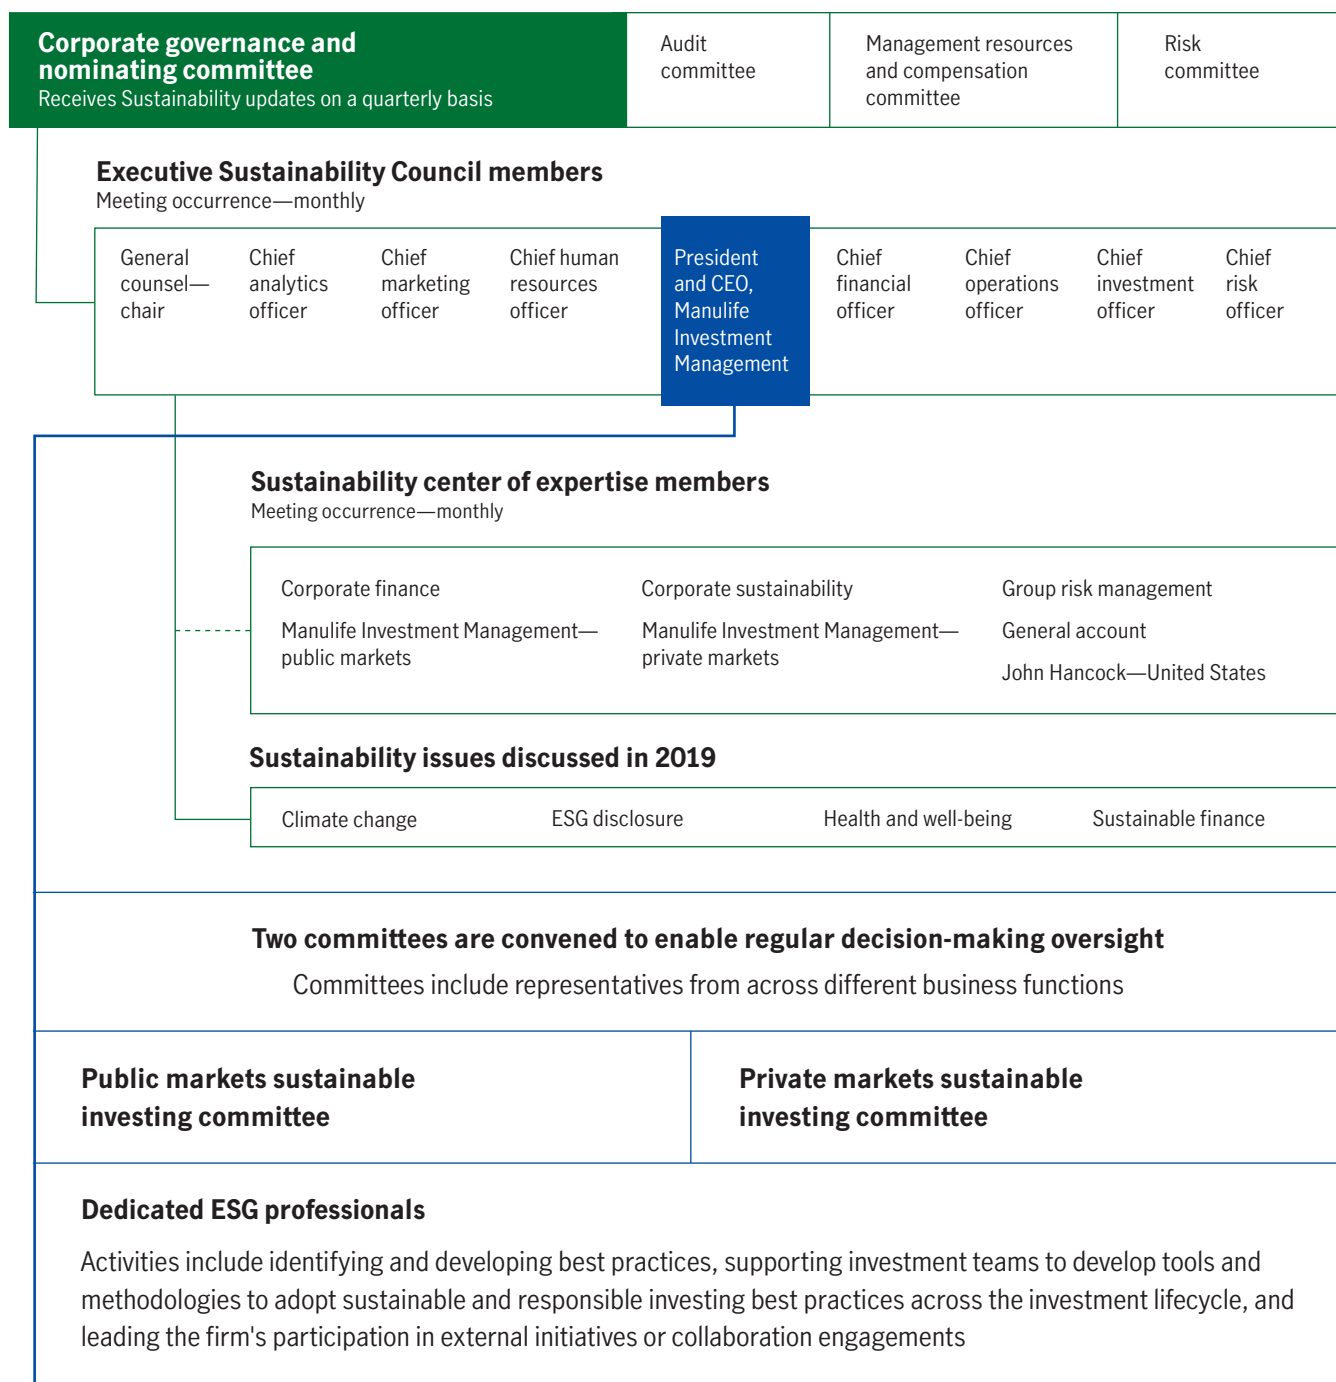 Corporate governance and
nominating committee
Receives Sustainability updates on a quarterly basis
Audit
committee
Management resources
and compensation
committee
Risk
committee
Executive Sustainability Council members
Meeting occurrence—monthly
General
counsel—
chair
Chief
analytics
officer
Chief
marketing
officer
Chief human
resources
officer
President
and CEO,
Manulife
Investment
Management
Chief
financial
officer
Chief
operations
officer
Chief
investment
officer
Chief
risk
officer
Sustainability center of expertise members
Meeting occurrence—monthly
Corporate finance
Manulife Investment Management—
public markets
Corporate sustainability
Manulife Investment Management—
private markets
Group risk management
General account
John Hancock—United States
Sustainability issues discussed in 2019
Climate change
ESG disclosure
Health and well-being
Sustainable finance
Two committees are convened to enable regular decision-making oversight
Committees include representatives from across different business functions
Public markets sustainable
investing committee
Private markets sustainable
investing committee
Dedicated ESG professionals
Activities include identifying and developing best practices, supporting investment teams to develop tools and
methodologies to adopt sustainable and responsible investing best practices across the investment lifecycle, and
leading the firm's participation in external initiatives or collaboration engagements